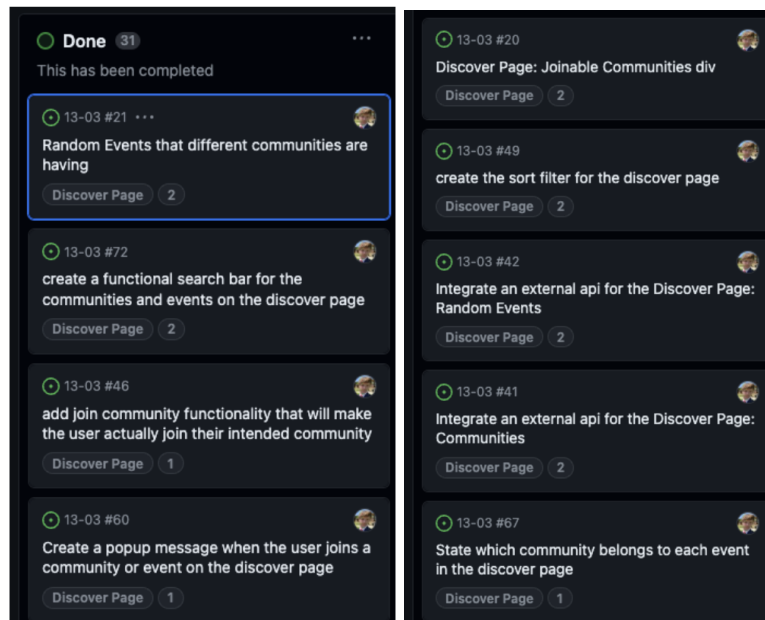 Done 31 ...
This has been completed
13-03 #21 ...
Random Events that different communities are
having
Discover Page 2
13-03 #72
create a functional search bar for the
communities and events on the discover page
Discover Page 2
13-03 #46
add join community functionality that will make
the user actually join their intended community
Discover Page 1
13-03 #60
Create a popup message when the user joins a
community or event on the discover page
Discover Page 1
13-03 #20
Discover Page: Joinable Communities div
Discover Page 2
13-03 #49
create the sort filter for the discover page
Discover Page 2
13-03 #42
Integrate an external api for the Discover Page:
Random Events
Discover Page 2
13-03 #41
Integrate an external api for the Discover Page:
Communities
Discover Page 2
13-03 #67
State which community belongs to each event
in the discover page
Discover Page 1